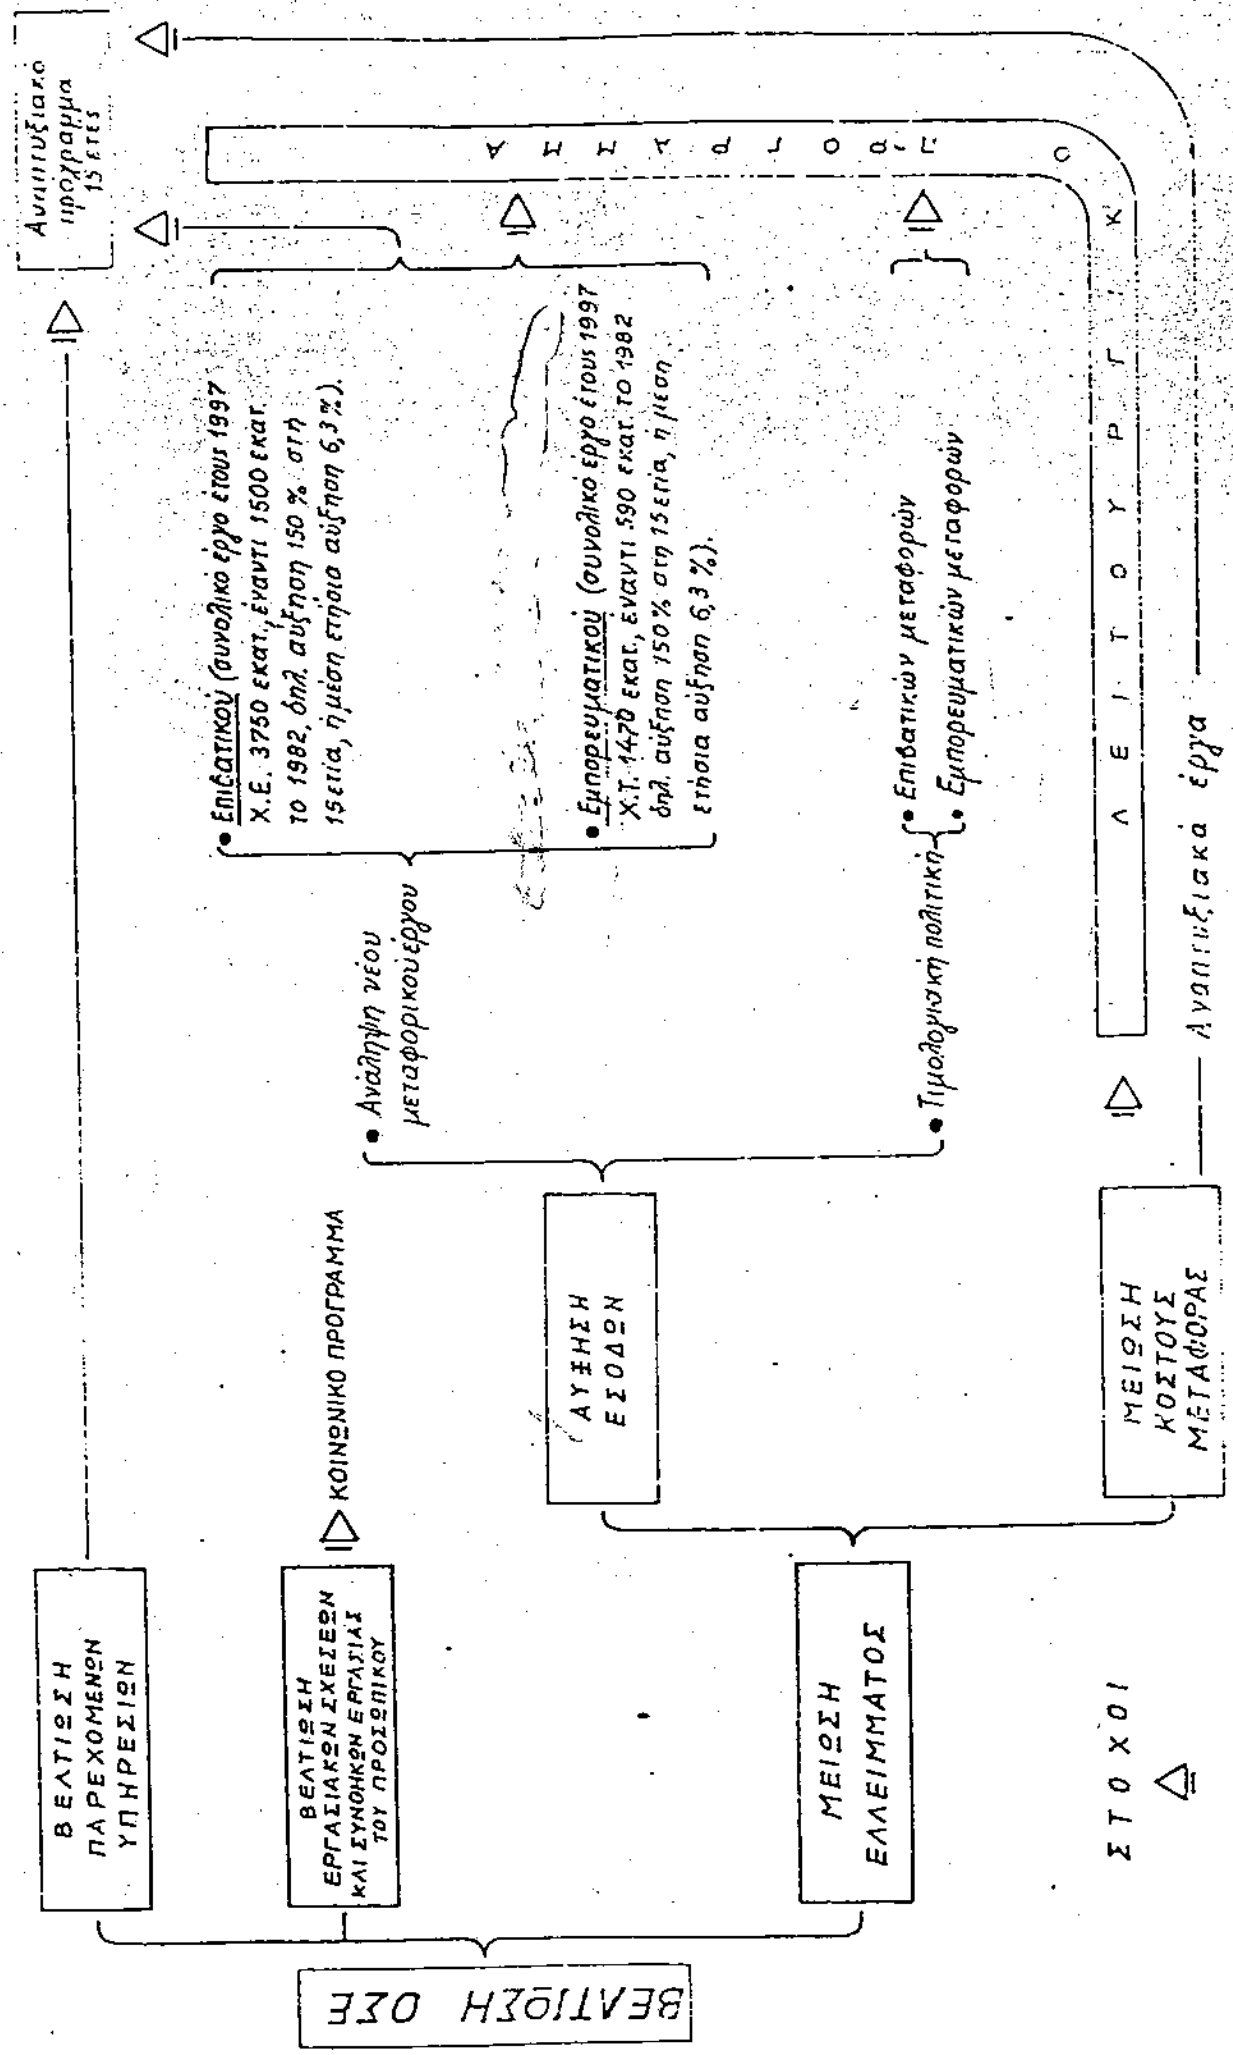 ΒΕΛΤΙΩΣΗ ΟΣΕ
ΒΕΛΤΙΩΣΗ
ΠΑΡΕΧΟΜΕΝΩΝ
ΥΠΗΡΕΣΙΩΝ
Αναπτυξιακό
πρόγραμμα
15ΕΤΕΣ
ΒΕΛΤΙΩΣΗ
ΕΡΓΑΣΙΑΚΩΝ ΣΧΕΣΕΩΝ
ΚΑΙ ΣΥΝΘΗΚΩΝ ΕΡΓΑΣΙΑΣ
ΤΟΥ ΠΡΟΣΩΠΙΚΟΥ
ΚΟΙΝΩΝΙΚΟ ΠΡΟΓΡΑΜΜΑ
ΜΕΙΩΣΗ
ΕΛΛΕΙΜΜΑΤΟΣ
ΑΥΞΗΣΗ
ΕΣΟΔΩΝ
• Ανάληψη νέου
μεταφορικού έργου
• Επιβατικού (συνολικό έργο έτους 1997
Χ.Ε. 3750 εκατ., έναντι 1500 εκατ.
το 1982, δηλ. αύξηση 150 % στη
15ετία, ή μέση ετήσια αύξηση 6,3 %).
• Εμπορευματικού (συνολικό έργο έτους 1997
Χ.Τ. 1470 εκατ., έναντι 590 εκατ. το 1982
δηλ. αύξηση 150 % στη 15ετία, ή μέση
ετήσια αύξηση 6,3 %).
• Τιμολογιακή πολιτική
• Επιβατικών μεταφορών
• Εμπορευματικών μεταφορών
ΜΕΙΩΣΗ
ΚΟΣΤΟΥΣ
ΜΕΤΑΦΟΡΑΣ
ΛΕΙΤΟΥΡΓΙΚΟ ΠΡΟΓΡΑΜΜΑ
Αναπτυξιακά έργα
ΣΤΟΧΟΙ